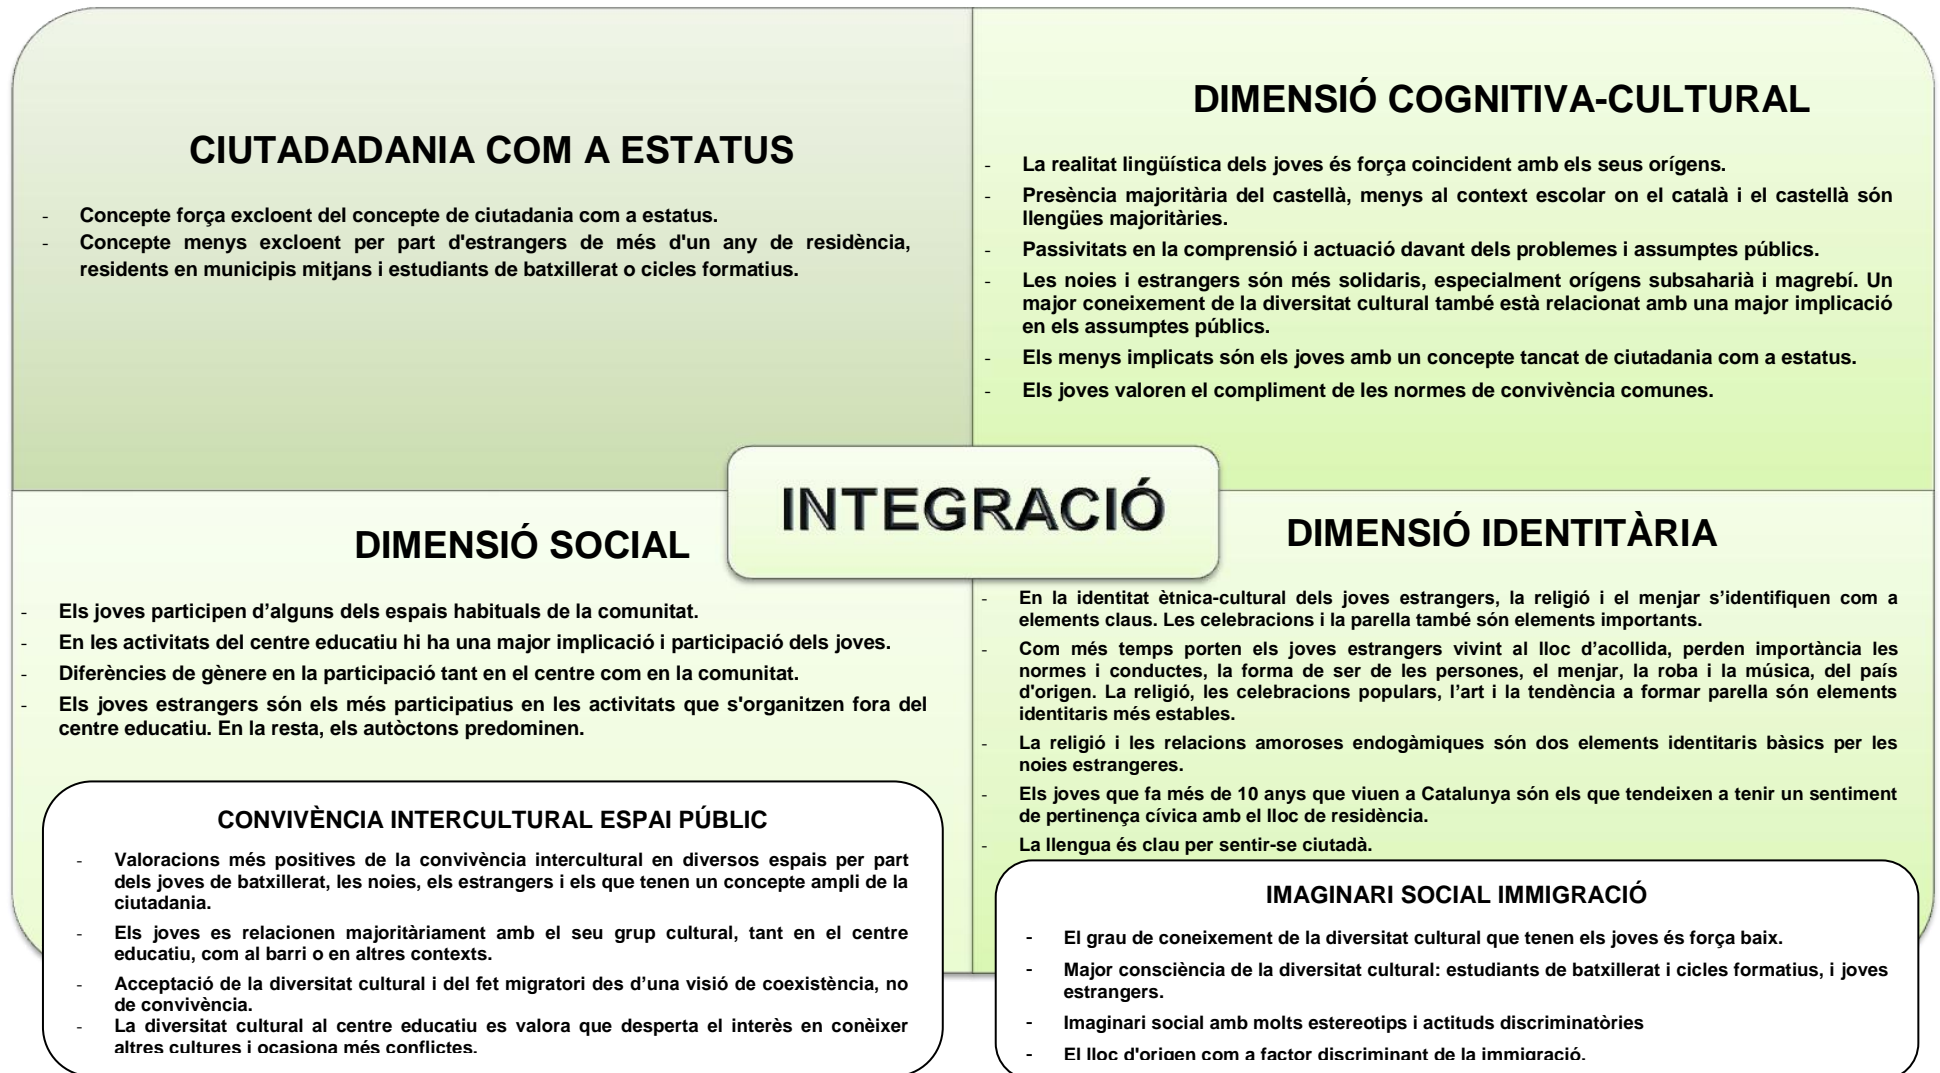 CIUTADADANIA COM A ESTATUS
- Concepte força excloent del concepte de ciutadania com a estatus.
- Concepte menys excloent per part d'estrangers de més d'un any de residència,
residents en municipis mitjans i estudiants de batxillerat o cicles formatius.
DIMENSIÓ COGNITIVA-CULTURAL
- La realitat lingüística dels joves és força coincident amb els seus orígens.
- Presència majoritària del castellà, menys al context escolar on el català i el castellà són
llengües majoritàries.
- Passivitats en la comprensió i actuació davant dels problemes i assumptes públics.
- Les noies i estrangers són més solidaris, especialment orígens subsaharià i magrebí. Un
major coneixement de la diversitat cultural també està relacionat amb una major implicació
en els assumptes públics.
- Els menys implicats són els joves amb un concepte tancat de ciutadania com a estatus.
- Els joves valoren el compliment de les normes de convivència comunes.
INTEGRACIÓ
DIMENSIÓ SOCIAL
- Els joves participen d’alguns dels espais habituals de la comunitat.
- En les activitats del centre educatiu hi ha una major implicació i participació dels joves.
- Diferències de gènere en la participació tant en el centre com en la comunitat.
- Els joves estrangers són els més participatius en les activitats que s'organitzen fora del
centre educatiu. En la resta, els autòctons predominen.
CONVIVÈNCIA INTERCULTURAL ESPAI PÚBLIC
- Valoracions més positives de la convivència intercultural en diversos espais per part
dels joves de batxillerat, les noies, els estrangers i els que tenen un concepte ampli de la
ciutadania.
- Els joves es relacionen majoritàriament amb el seu grup cultural, tant en el centre
educatiu, com al barri o en altres contexts.
- Acceptació de la diversitat cultural i del fet migratori des d’una visió de coexistència, no
de convivència.
- La diversitat cultural al centre educatiu es valora que desperta el interès en conèixer
altres cultures i ocasiona més conflictes.
DIMENSIÓ IDENTITÀRIA
- En la identitat ètnica-cultural dels joves estrangers, la religió i el menjar s’identifiquen com a
elements claus. Les celebracions i la parella també són elements importants.
- Com més temps porten els joves estrangers vivint al lloc d’acollida, perden importància les
normes i conductes, la forma de ser de les persones, el menjar, la roba i la música, del país
d'origen. La religió, les celebracions populars, l’art i la tendència a formar parella són elements
identitaris més estables.
- La religió i les relacions amoroses endogàmiques són dos elements identitaris bàsics per les
noies estrangeres.
- Els joves que fa més de 10 anys que viuen a Catalunya són els que tendeixen a tenir un sentiment
de pertinença cívica amb el lloc de residència.
- La llengua és clau per sentir-se ciutadà.
IMAGINARI SOCIAL IMMIGRACIÓ
- El grau de coneixement de la diversitat cultural que tenen els joves és força baix.
- Major consciència de la diversitat cultural: estudiants de batxillerat i cicles formatius, i joves
estrangers.
- Imaginari social amb molts estereotips i actituds discriminatòries
- El lloc d'origen com a factor discriminant de la immigració.